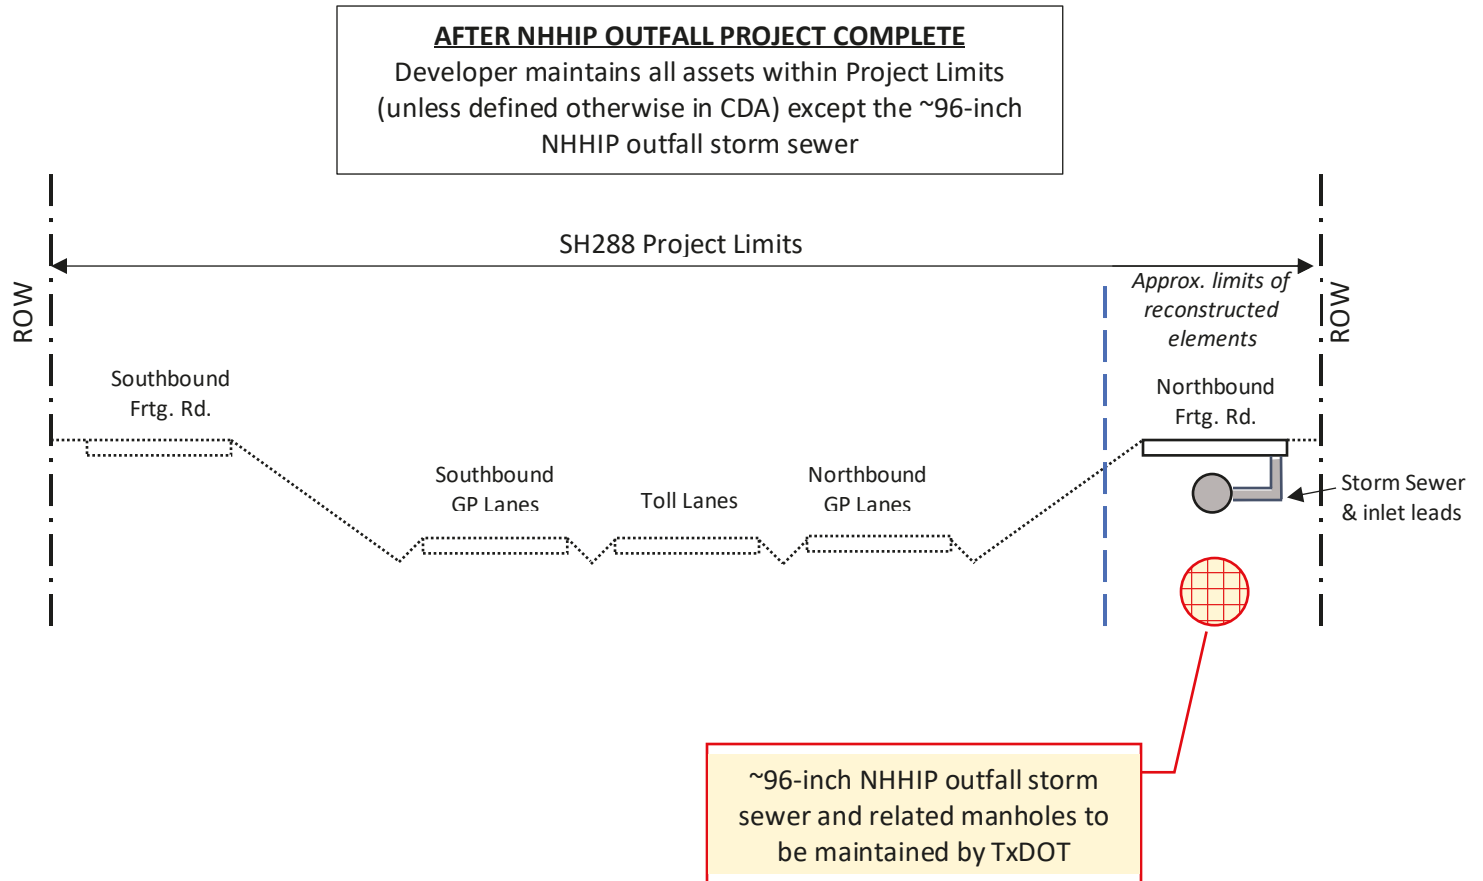 AFTER NHHIP OUTFALL PROJECT COMPLETE
Developer maintains all assets within Project Limits
(unless defined otherwise in CDA) except the ~96-inch
NHHIP outfall storm sewer
SH288 Project Limits
ROW
Approx. limits of
reconstructed
elements
ROW
Southbound
Frtg. Rd.
Northbound
Frtg. Rd.
Southbound
GP Lanes
Toll Lanes
Northbound
GP Lanes
Storm Sewer
& inlet leads
~96-inch NHHIP outfall storm
sewer and related manholes to
be maintained by TxDOT